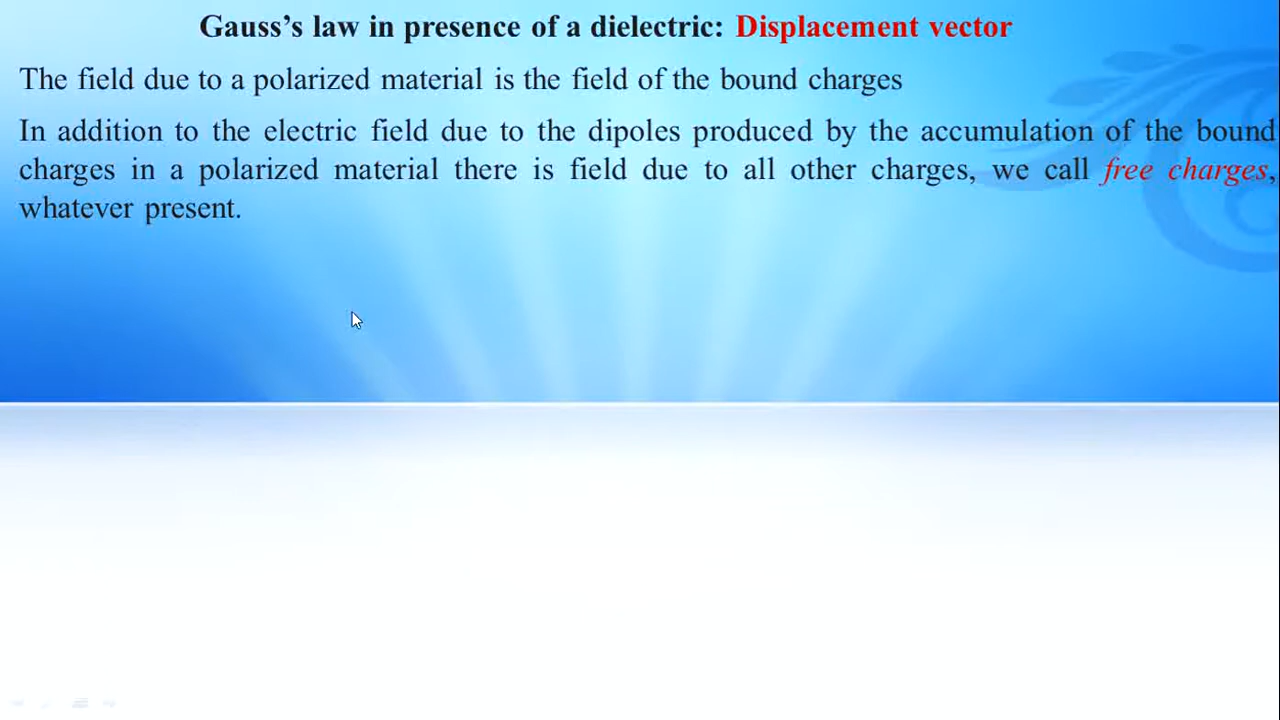 Gauss’s law in presence of a dielectric: Displacement vector
The field due to a polarized material is the field of the bound charges
In addition to the electric field due to the dipoles produced by the accumulation of the bound
charges in a polarized material there is field due to all other charges, we call free charges,
whatever present.